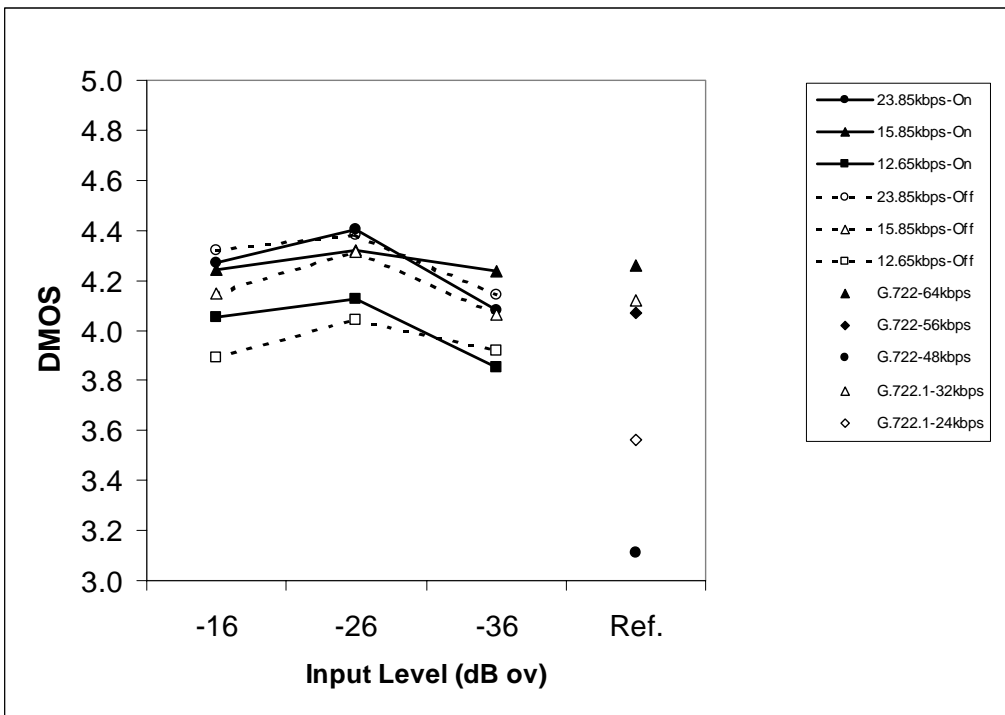 5.0
4.8
4.6
4.4
4.2
4.0
3.8
3.6
3.4
3.2
3.0
DMOS
-16 -26 -36 Ref.
Input Level (dB ov)
23.85kbps-On
15.85kbps-On
12.65kbps-On
23.85kbps-Off
15.85kbps-Off
12.65kbps-Off
G.722-64kbps
G.722-56kbps
G.722-48kbps
G.722.1-32kbps
G.722.1-24kbps